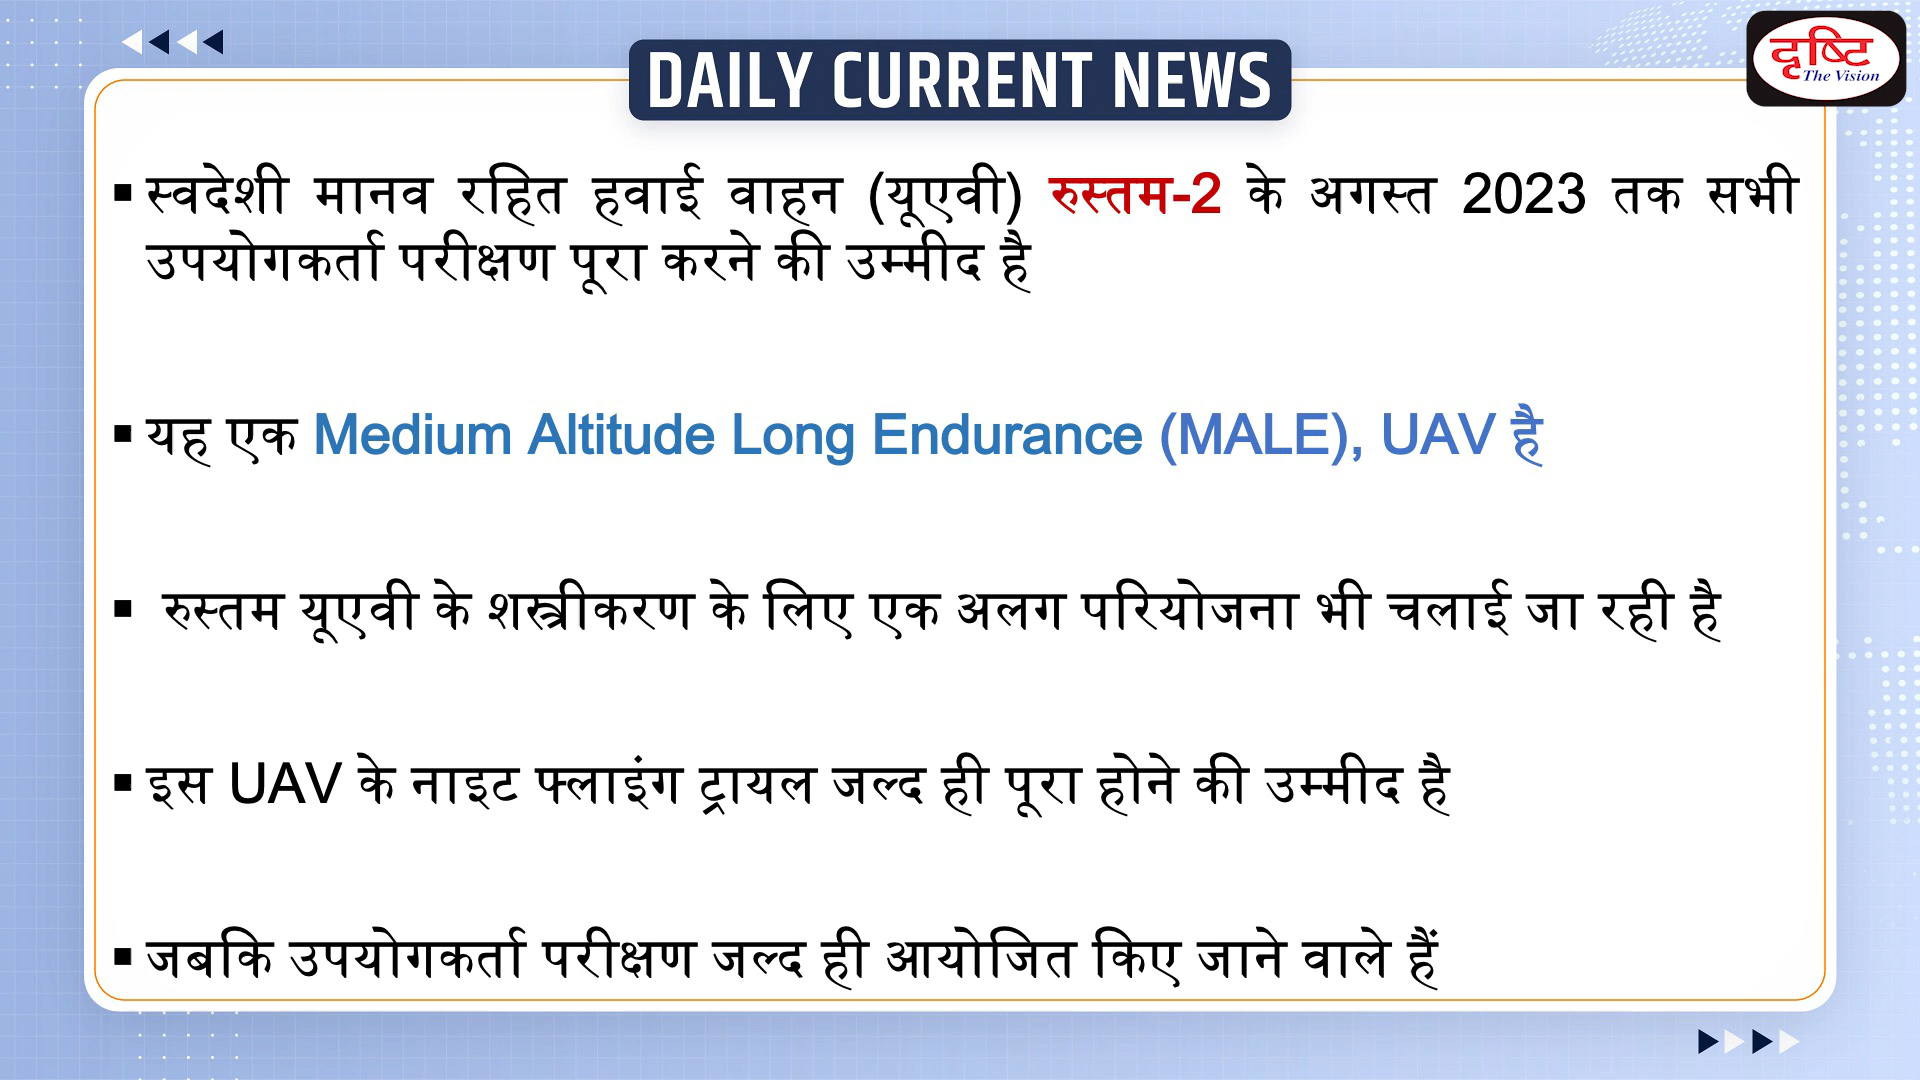 DAILY CURRENT NEWS
दृष्टि
The Vision
▪ स्वदेशी मानव रहित हवाई वाहन (यूएवी) रुस्तम-2 के अगस्त 2023 तक सभी
उपयोगकर्ता परीक्षण पूरा करने की उम्मीद है
▪ यह एक Medium Altitude Long Endurance (MALE), UAV है
▪ रुस्तम यूएवी के शस्त्रीकरण के लिए एक अलग परियोजना भी चलाई जा रही है
▪ इस UAV के नाइट फ्लाइंग ट्रायल जल्द ही पूरा होने की उम्मीद है
▪ जबकि उपयोगकर्ता परीक्षण जल्द ही आयोजित किए जाने वाले हैं